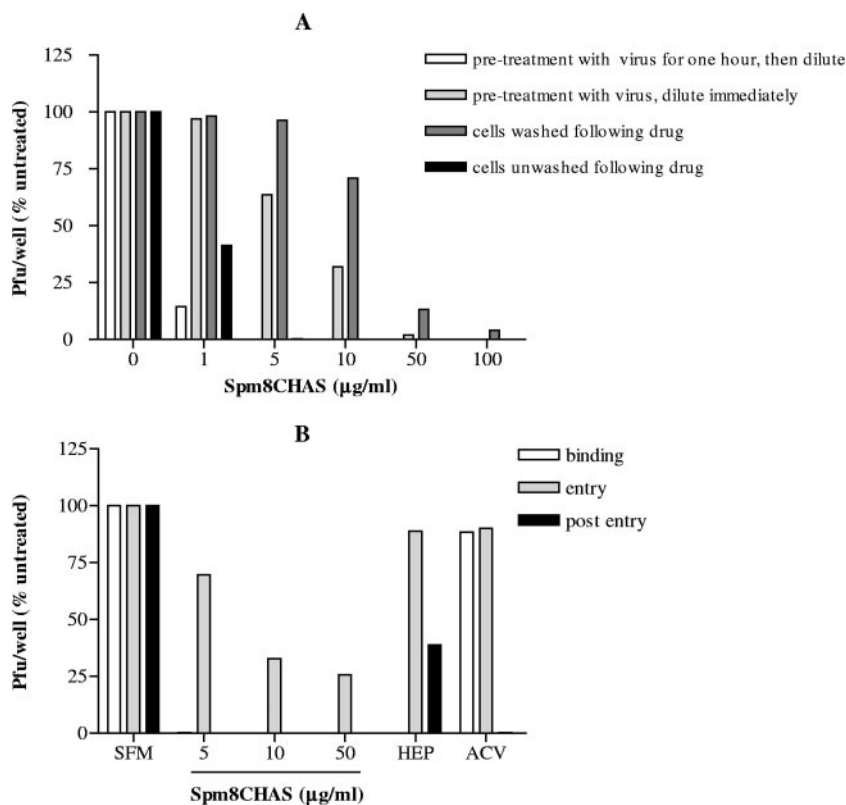 A
125
100
75
50
25
0
Pfu/well (% untreated)
0 1 5 10 50 100
Spm8CHAS (µg/ml)
pre-treatment with virus for one hour, then dilute
pre-treatment with virus, dilute immediately
cells washed following drug
cells unwashed following drug
B
125
100
75
50
25
0
Pfu/well (% untreated)
SFM 5 10 50 HEP ACV
Spm8CHAS (µg/ml)
binding
entry
post entry